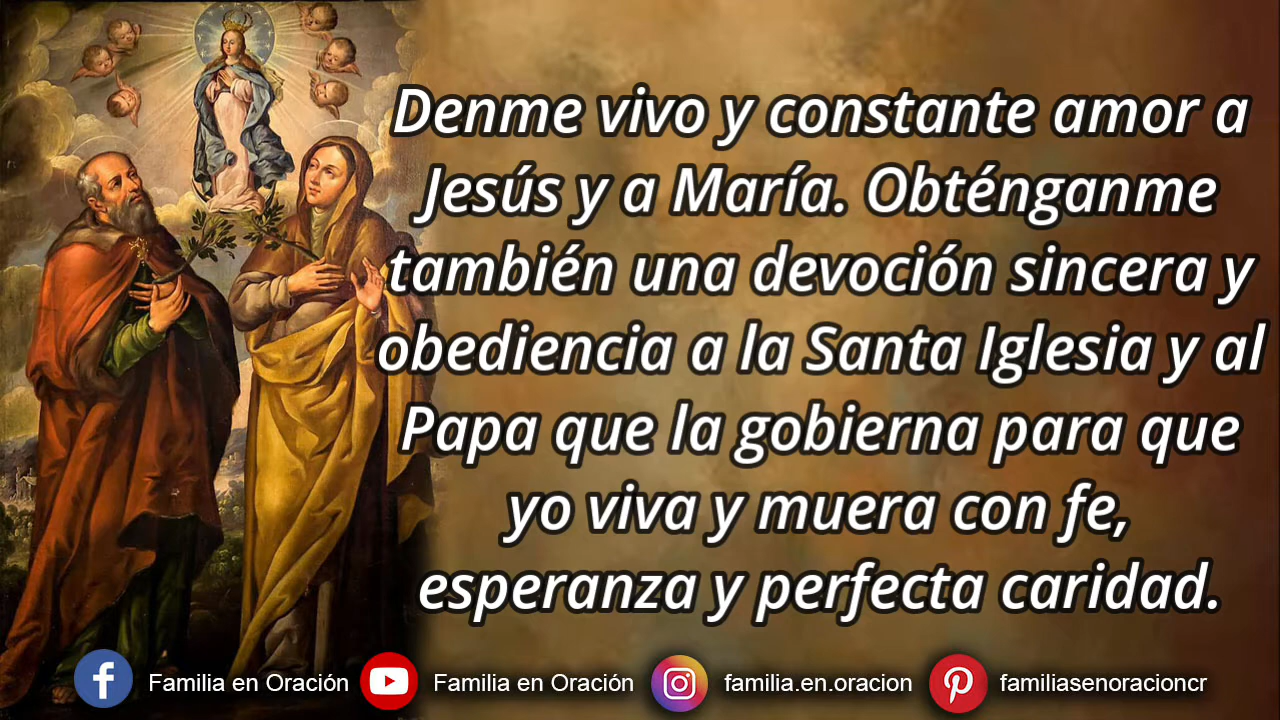 Denme vivo y constante amor a
Jesús y a María. Obténganme
también una devoción sincera y
obediencia a la Santa Iglesia y al
Papa que la gobierna para que
yo viva y muera con fe,
esperanza y perfecta caridad.
Familia en Oración
Familia en Oración
familia.en.oracion
familiasenoracioncr